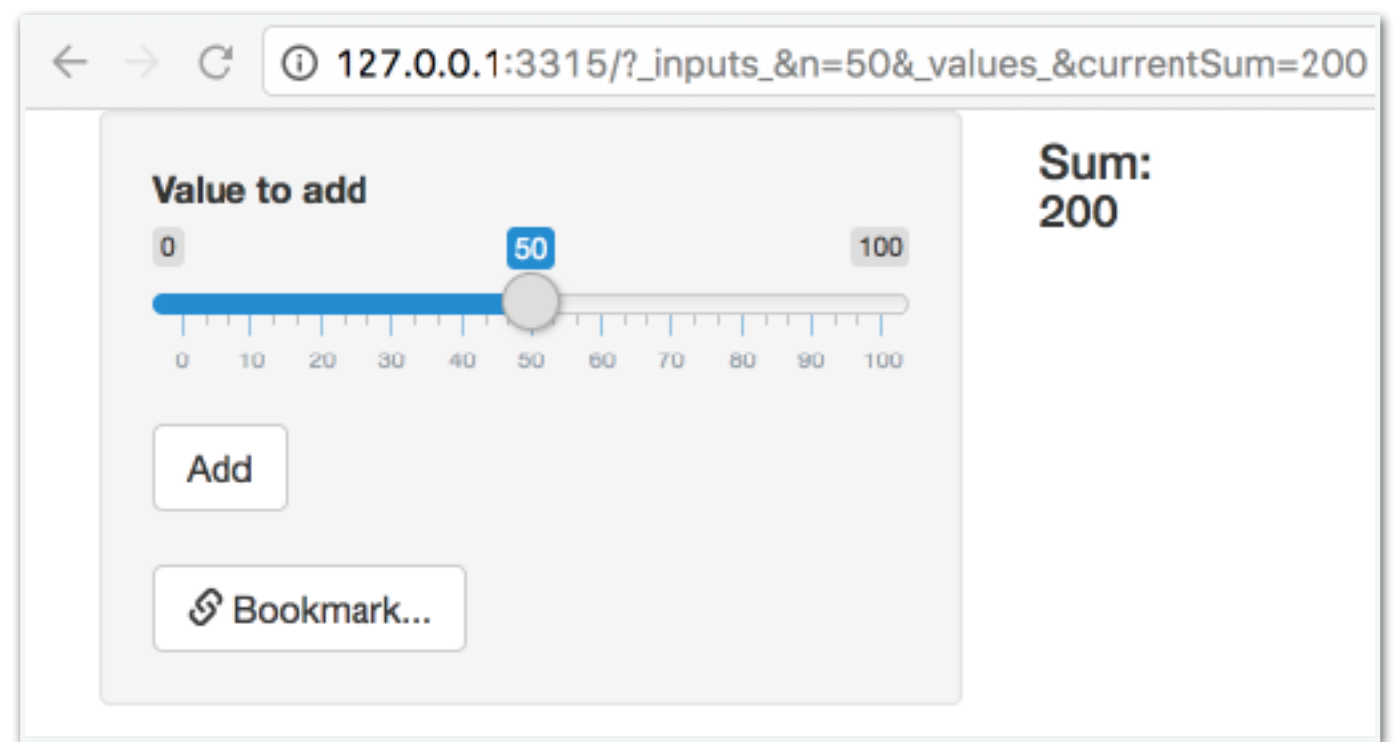 127.0.0.1:3315/?_inputs_&n=50&_values_&currentSum=200
Value to add
0 50 100
0 10 20 30 40 50 60 70 80 90 100
Add
Bookmark...
Sum:
200